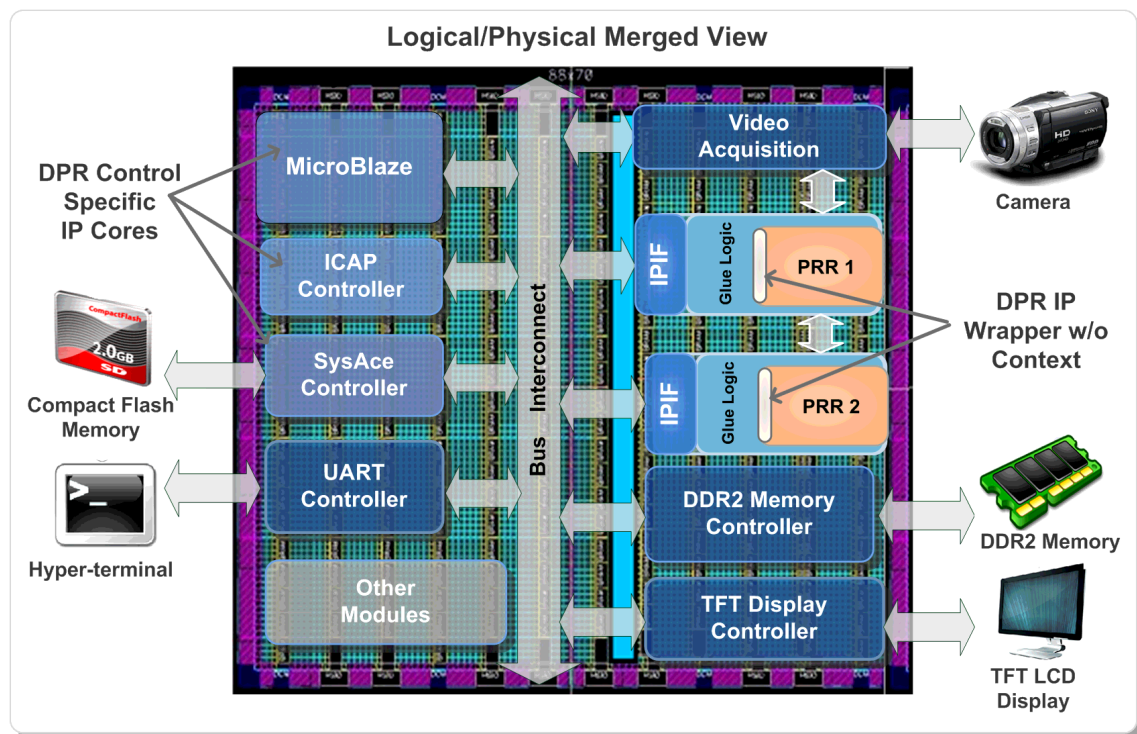 Logical/Physical Merged View
88x70
DPR Control
Specific
IP Cores
MicroBlaze
ICAP
Controller
SysAce
Controller
UART
Controller
Other
Modules
CompactFlash
2.0GB
SD
Compact Flash
Memory
>_
Hyper-terminal
Bus Interconnect
Video
Acquisition
IPIF
Glue Logic
PRR 1
IPIF
Glue Logic
PRR 2
DDR2 Memory
Controller
TFT Display
Controller
SONY
HD
Camera
DPR IP
Wrapper w/o
Context
DDR2 Memory
TFT LCD
Display